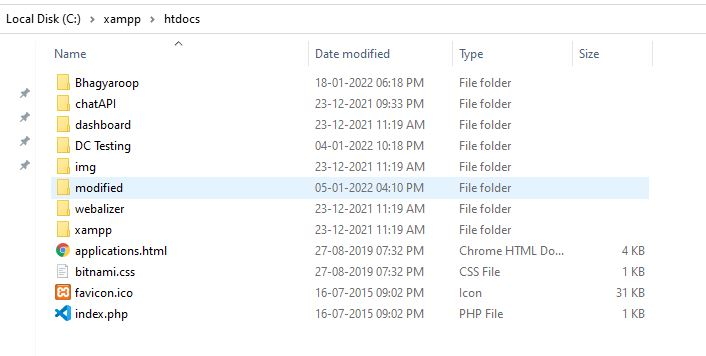 Local Disk (C:) > xampp > htdocs
Name Date modified Type Size
Bhagyaroop 18-01-2022 06:18 PM File folder
chatAPI 23-12-2021 09:33 PM File folder
dashboard 23-12-2021 11:19 AM File folder
DC Testing 04-01-2022 10:18 PM File folder
img 23-12-2021 11:19 AM File folder
modified 05-01-2022 04:10 PM File folder
webalizer 23-12-2021 11:19 AM File folder
xampp 23-12-2021 11:19 AM File folder
applications.html 27-08-2019 07:32 PM Chrome HTML Do... 4 KB
bitnami.css 27-08-2019 07:32 PM CSS File 1 KB
favicon.ico 16-07-2015 09:02 PM Icon 31 KB
index.php 16-07-2015 09:02 PM PHP File 1 KB